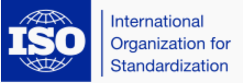 ISO
International
Organization for
Standardization